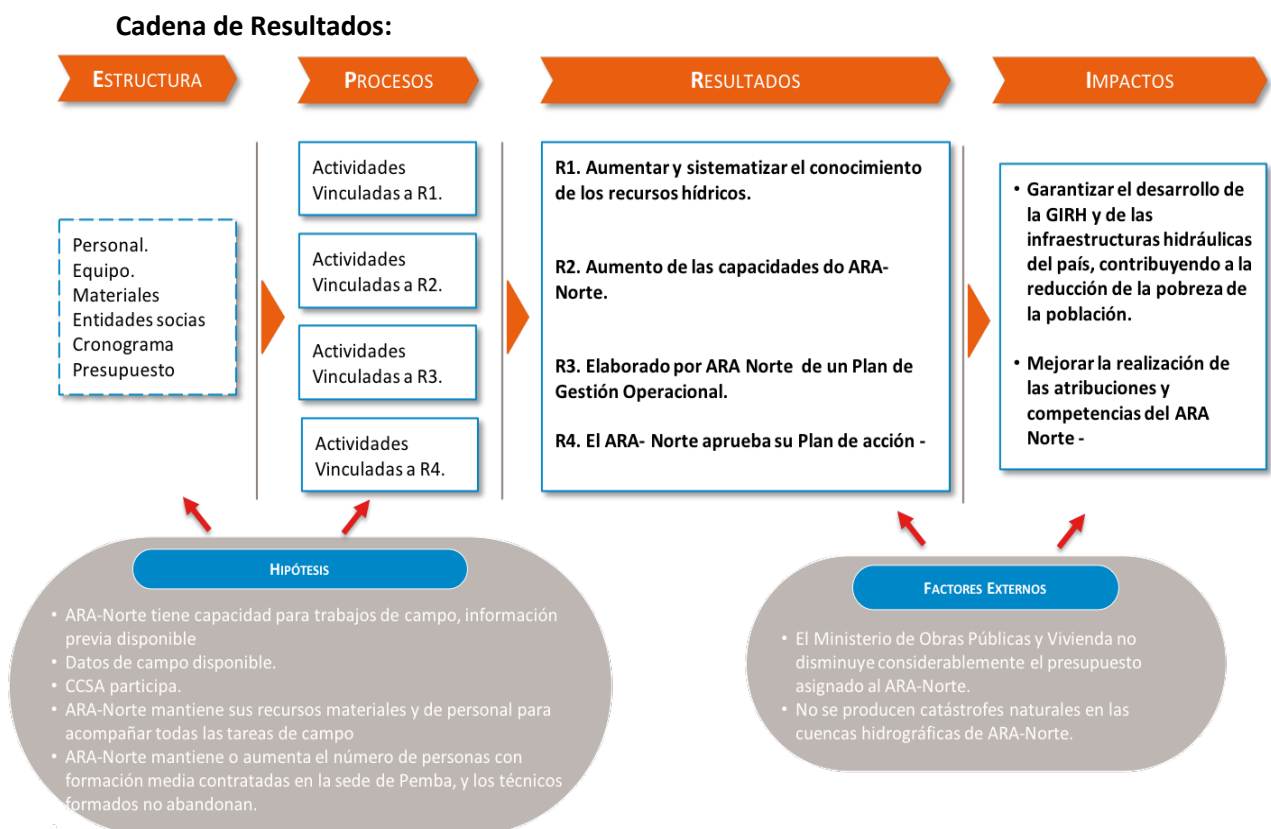 Cadena de Resultados:
ESTRUCTURA
PROCESOS
RESULTADOS
IMPACTOS
Personal.
Equipo.
Materiales
Entidades socias
Cronograma
Presupuesto
Actividades
Vinculadas a R1.
Actividades
Vinculadas a R2.
Actividades
Vinculadas a R3.
Actividades
Vinculadas a R4.
R1. Aumentar y sistematizar el conocimiento
de los recursos hídricos.
R2. Aumento de las capacidades do ARA-
Norte.
R3. Elaborado por ARA Norte de un Plan de
Gestión Operacional.
R4. El ARA- Norte aprueba su Plan de acción -
• Garantizar el desarrollo de
la GIRH y de las
infraestructuras hidráulicas
del país, contribuyendo a la
reducción de la pobreza de
la población.
• Mejorar la realización de
las atribuciones y
competencias del ARA
Norte -
HIPÓTESIS
• ARA-Norte tiene capacidad para trabajos de campo, información
previa disponible
• Datos de campo disponible.
• CCSA participa.
• ARA-Norte mantiene sus recursos materiales y de personal para
acompañar todas las tareas de campo
• ARA-Norte mantiene o aumenta el número de personas con
formación media contratadas en la sede de Pemba, y los técnicos
formados no abandonan.
FACTORES EXTERNOS
• El Ministerio de Obras Públicas y Vivienda no
disminuye considerablemente el presupuesto
asignado al ARA-Norte.
• No se producen catástrofes naturales en las
cuencas hidrográficas de ARA-Norte.